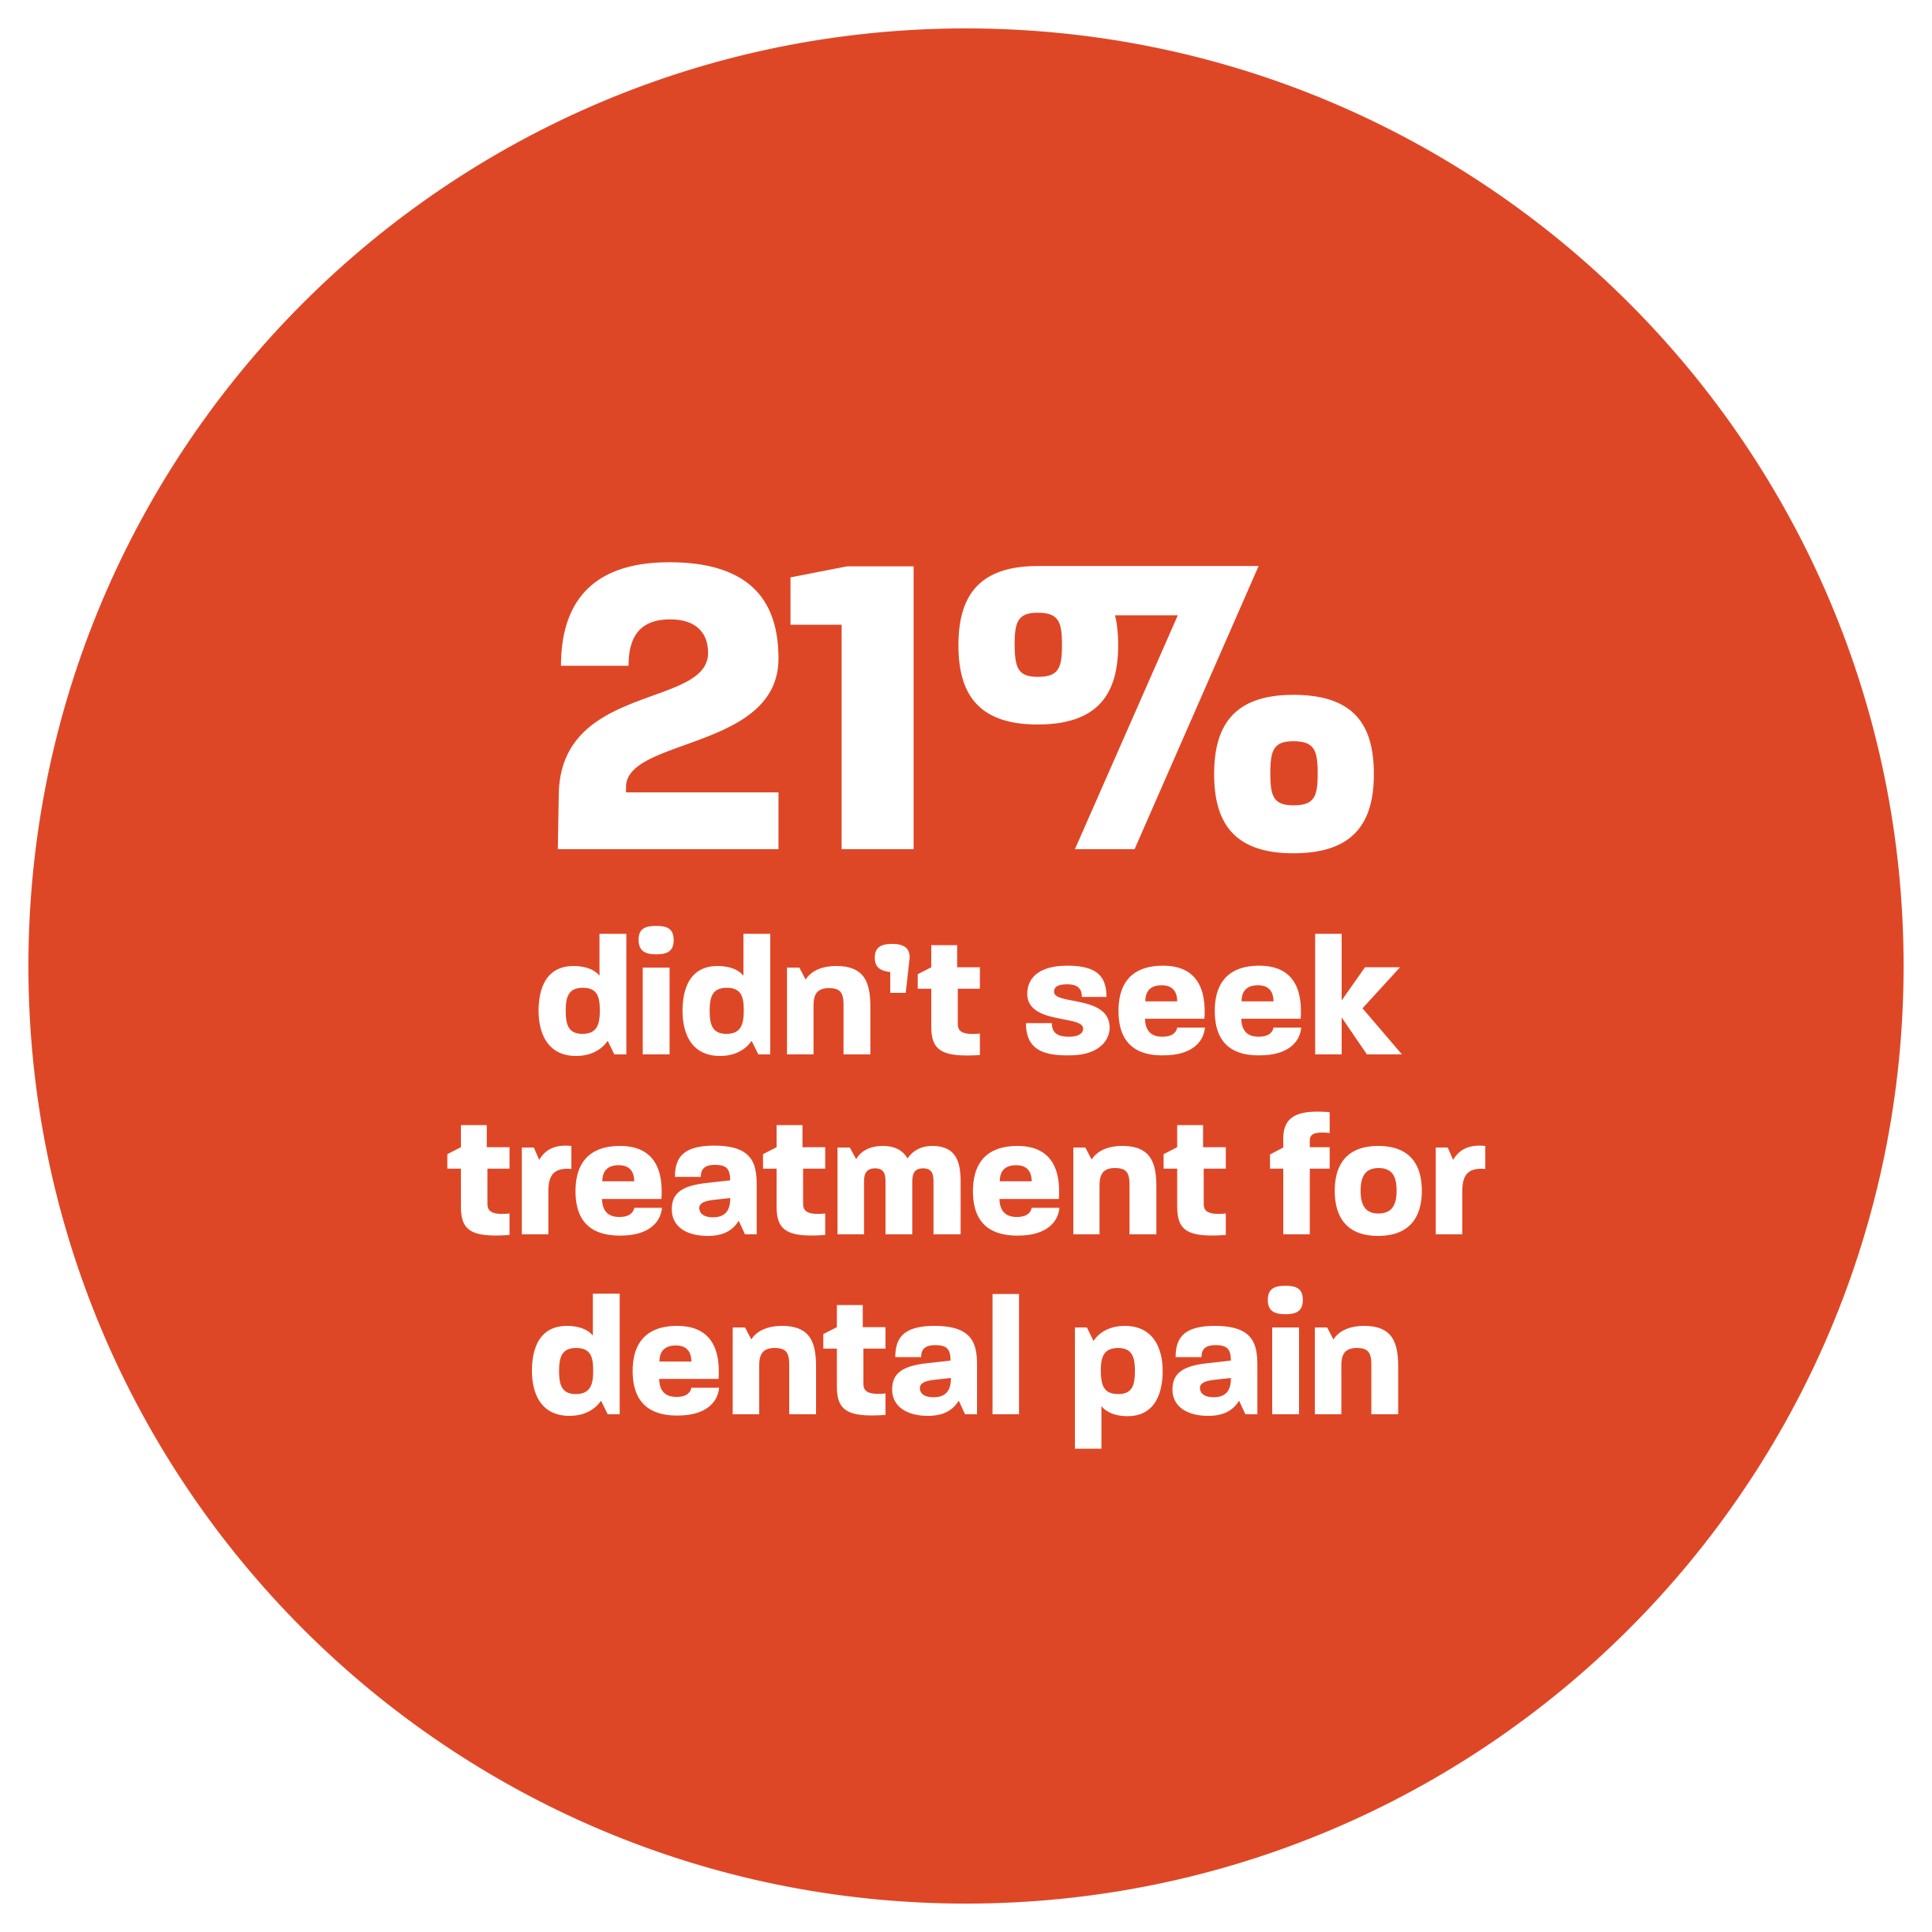 21%
didn't seek
treatment for
dental pain